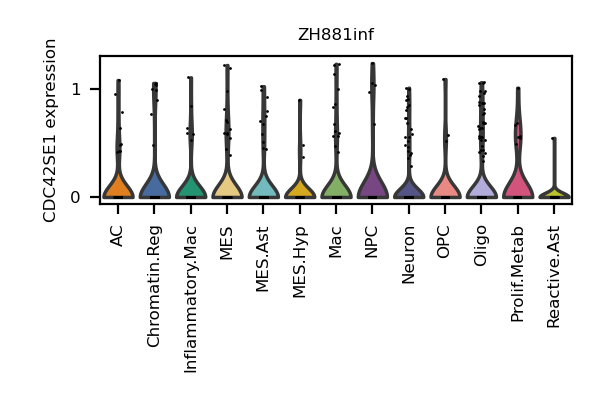 ZH881inf
CDC42SE1 expression
1
0
AC
Chromatin.Reg
Inflammatory.Mac
MES
MES.Ast
MES.Hyp
Mac
NPC
Neuron
OPC
Oligo
Prolif.Metab
Reactive.Ast